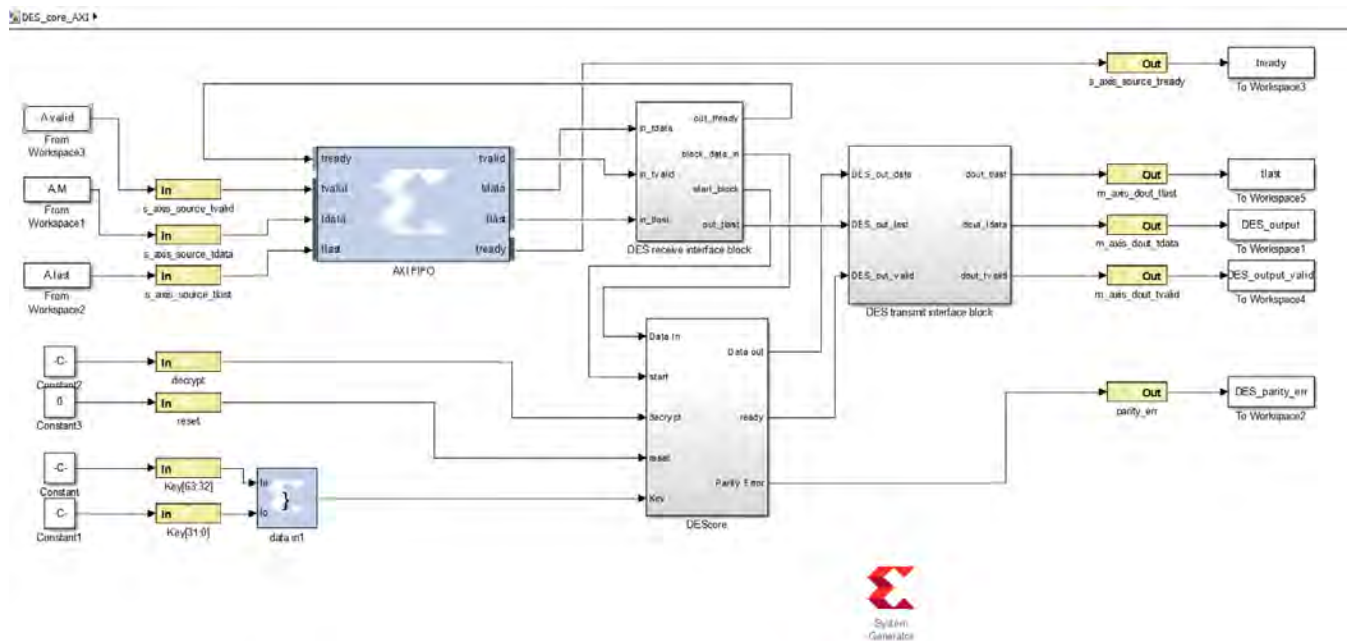 DES_core_AXI
Out
tready
s_axis_source_tready
To Workspace3
A.valid
From
Workspace3
In
s_axis_source_tvalid
A.M
From
Workspace1
In
s_axis_source_tdata
A.last
From
Workspace2
In
s_axis_source_tlast
tready
tvalid
tdata
tlast
tvalid
tdata
tlast
tready
AXI FIFO
in_tdata
in_tvalid
in_tlast
out_tready
block_data_in
start_block
out_tlast
DES receive interface block
DES_out_data
DES_out_last
DES_out_valid
dout_tlast
dout_tdata
dout_tvalid
DES transmit interface block
Out
tlast
m_axis_dout_tlast
To Workspace5
Out
DES_output
m_axis_dout_tdata
To Workspace1
Out
DES_output_valid
m_axis_dout_tvalid
To Workspace4
-C-
Constant2
In
decrypt
0
Constant3
In
reset
-C-
Constant
In
Key[63:32]
-C-
Constant1
In
Key[31:0]
}
data in1
Data In
start
decrypt
reset
Key
Data out
ready
Parity Error
DEScore
Out
DES_parity_err
parity_err
To Workspace2
System
Generator